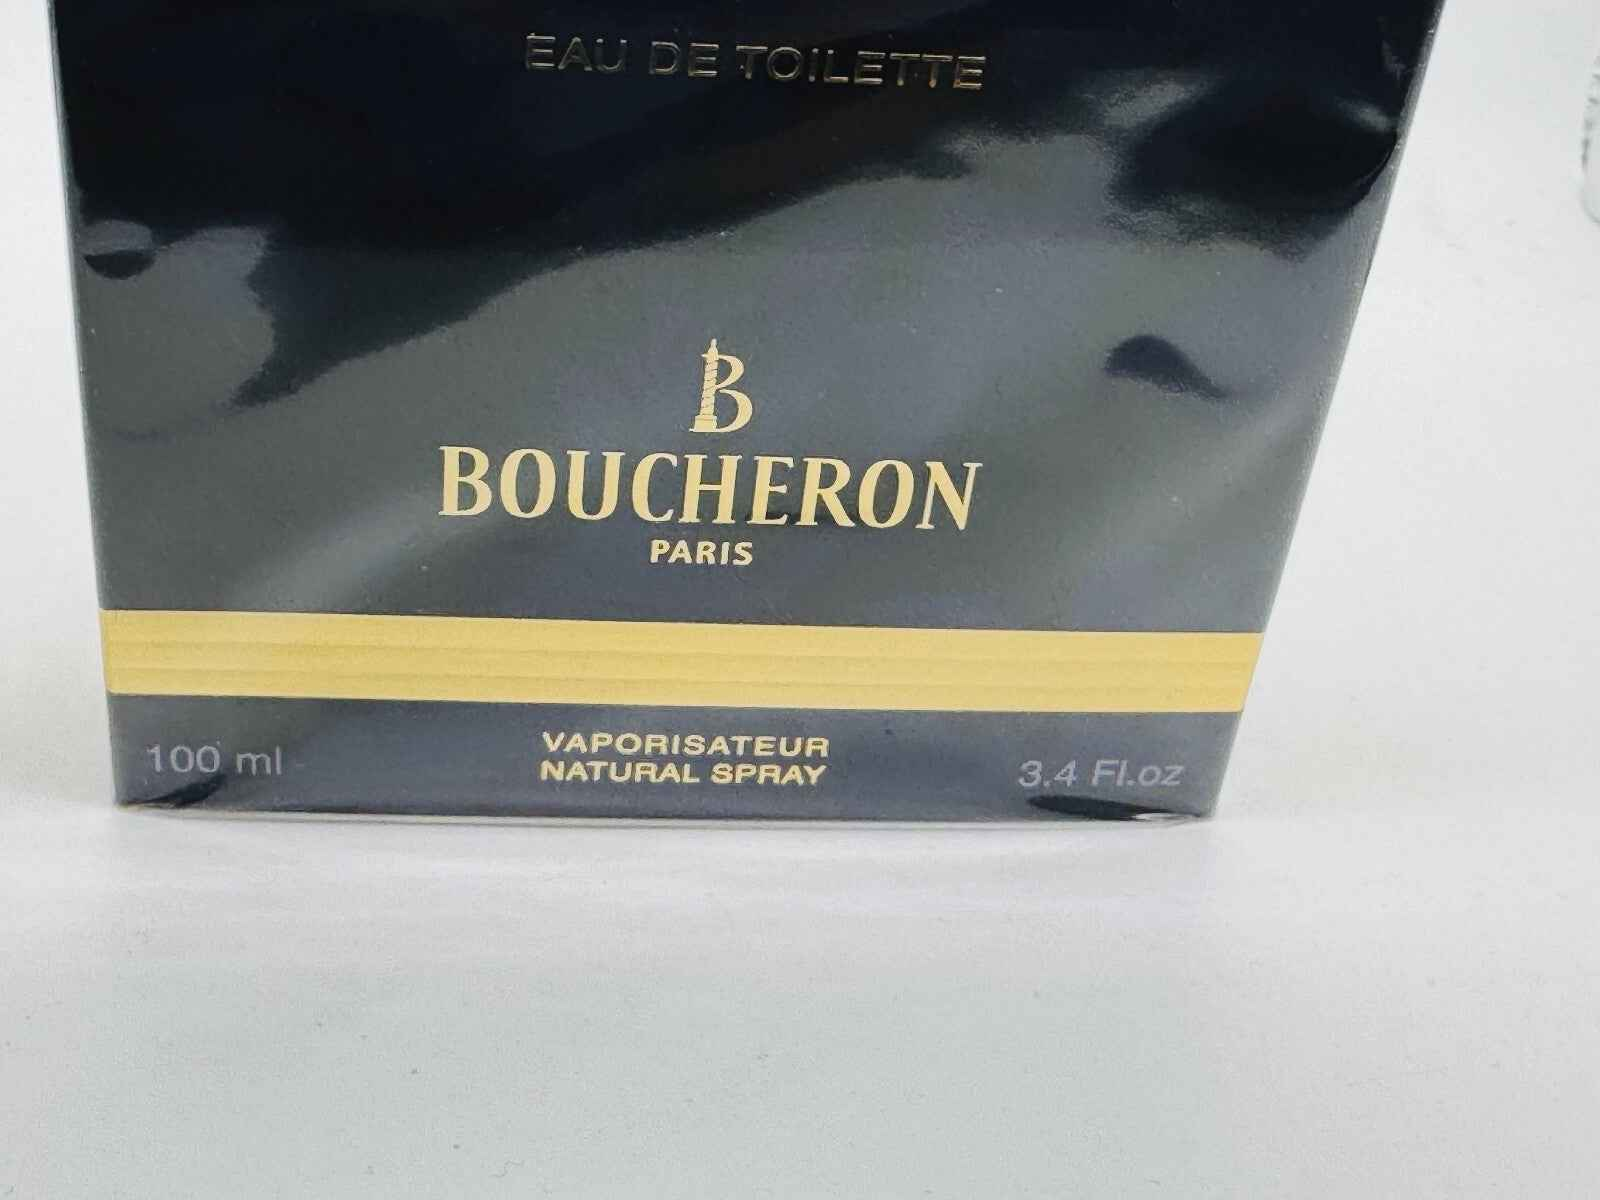 EAU DE TOILETTE
B
BOUCHERON
PARIS
VAPORISATEUR
100 ml
NATURAL SPRAY
3.4 Fl.oz